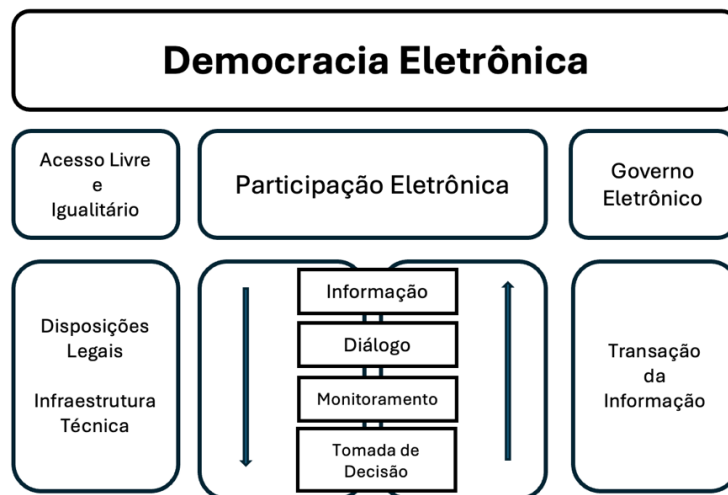 Democracia Eletrônica
Acesso Livre
e
Igualitário
Participação Eletrônica
Governo
Eletrônico
Disposições
Legais
Infraestrutura
Técnica
Informação
Diálogo
Monitoramento
Tomada de
Decisão
Transação
da
Informação